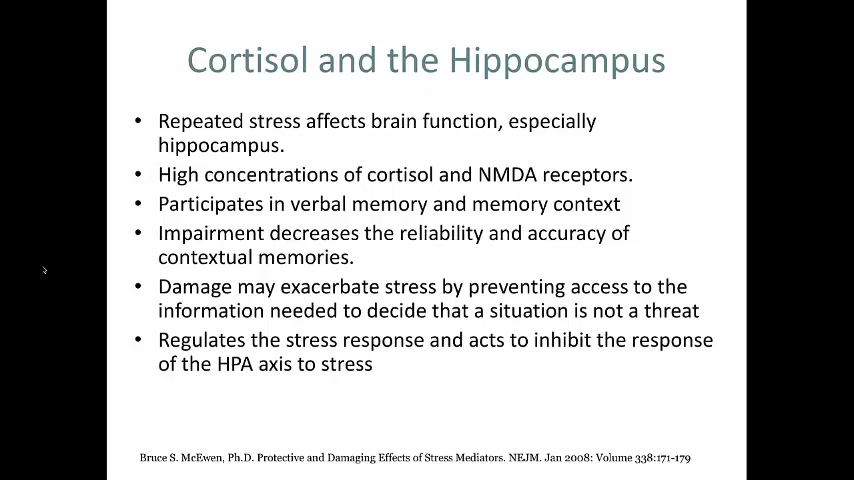 Cortisol and the Hippocampus
• Repeated stress affects brain function, especially
hippocampus.
• High concentrations of cortisol and NMDA receptors.
• Participates in verbal memory and memory context
• Impairment decreases the reliability and accuracy of
contextual memories.
• Damage may exacerbate stress by preventing access to the
information needed to decide that a situation is not a threat
• Regulates the stress response and acts to inhibit the response
of the HPA axis to stress
Bruce S. McEwen, Ph.D. Protective and Damaging Effects of Stress Mediators. NEJM. Jan 2008: Volume 338:171-179